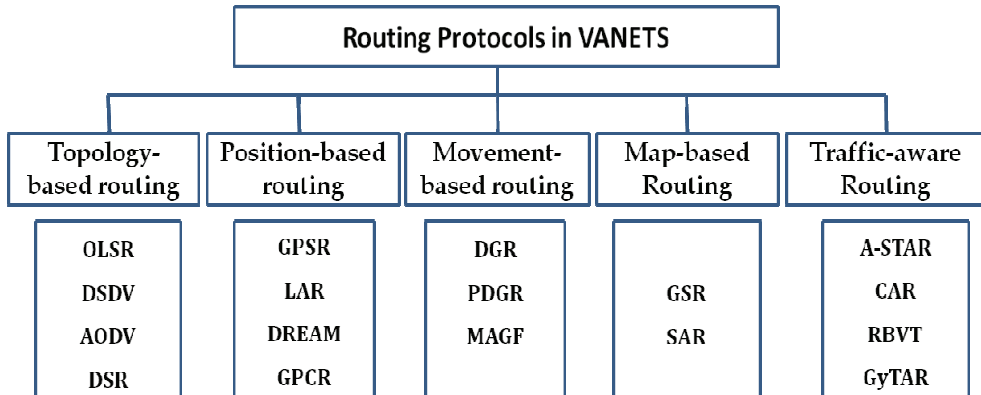 Routing Protocols in VANETS
Topology-
based routing
Position-based
routing
Movement-
based routing
Map-based
Routing
Traffic-aware
Routing
OLSR
DSDV
AODV
DSR
GPSR
LAR
DREAM
GPCR
DGR
PDGR
MAGF
GSR
SAR
A-STAR
CAR
RBVT
GyTAR